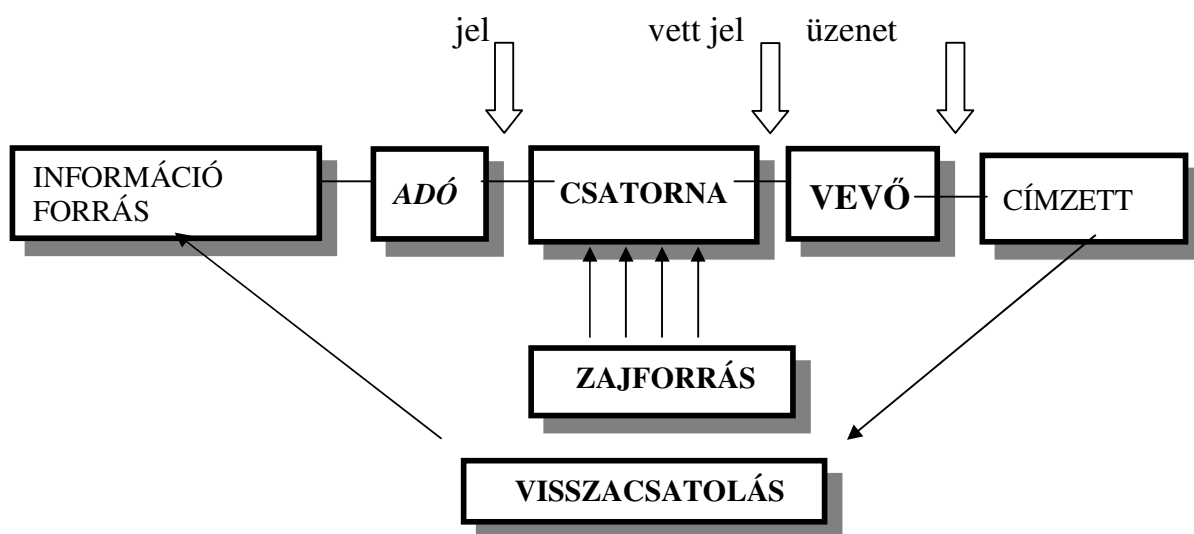 jel
vett jel
üzenet
INFORMÁCIÓ
FORRÁS
ADÓ
CSATORNA
VEVŐ
CÍMZETT
ZAJFORRÁS
VISSZACSATOLÁS